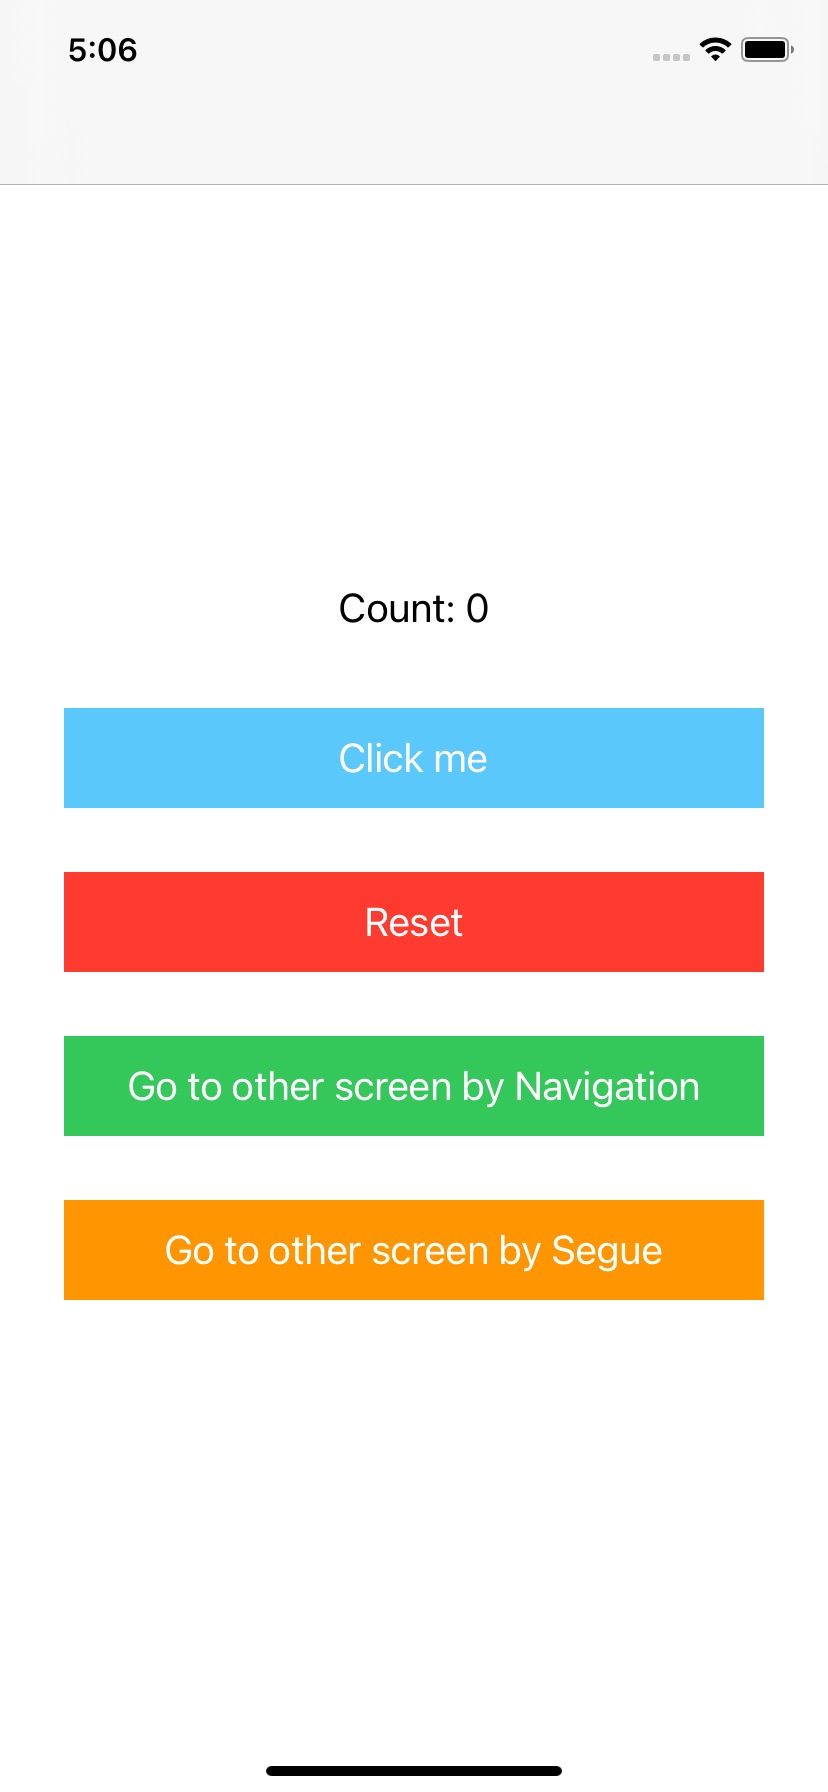 5:06
Count: 0
Click me
Reset
Go to other screen by Navigation
Go to other screen by Segue